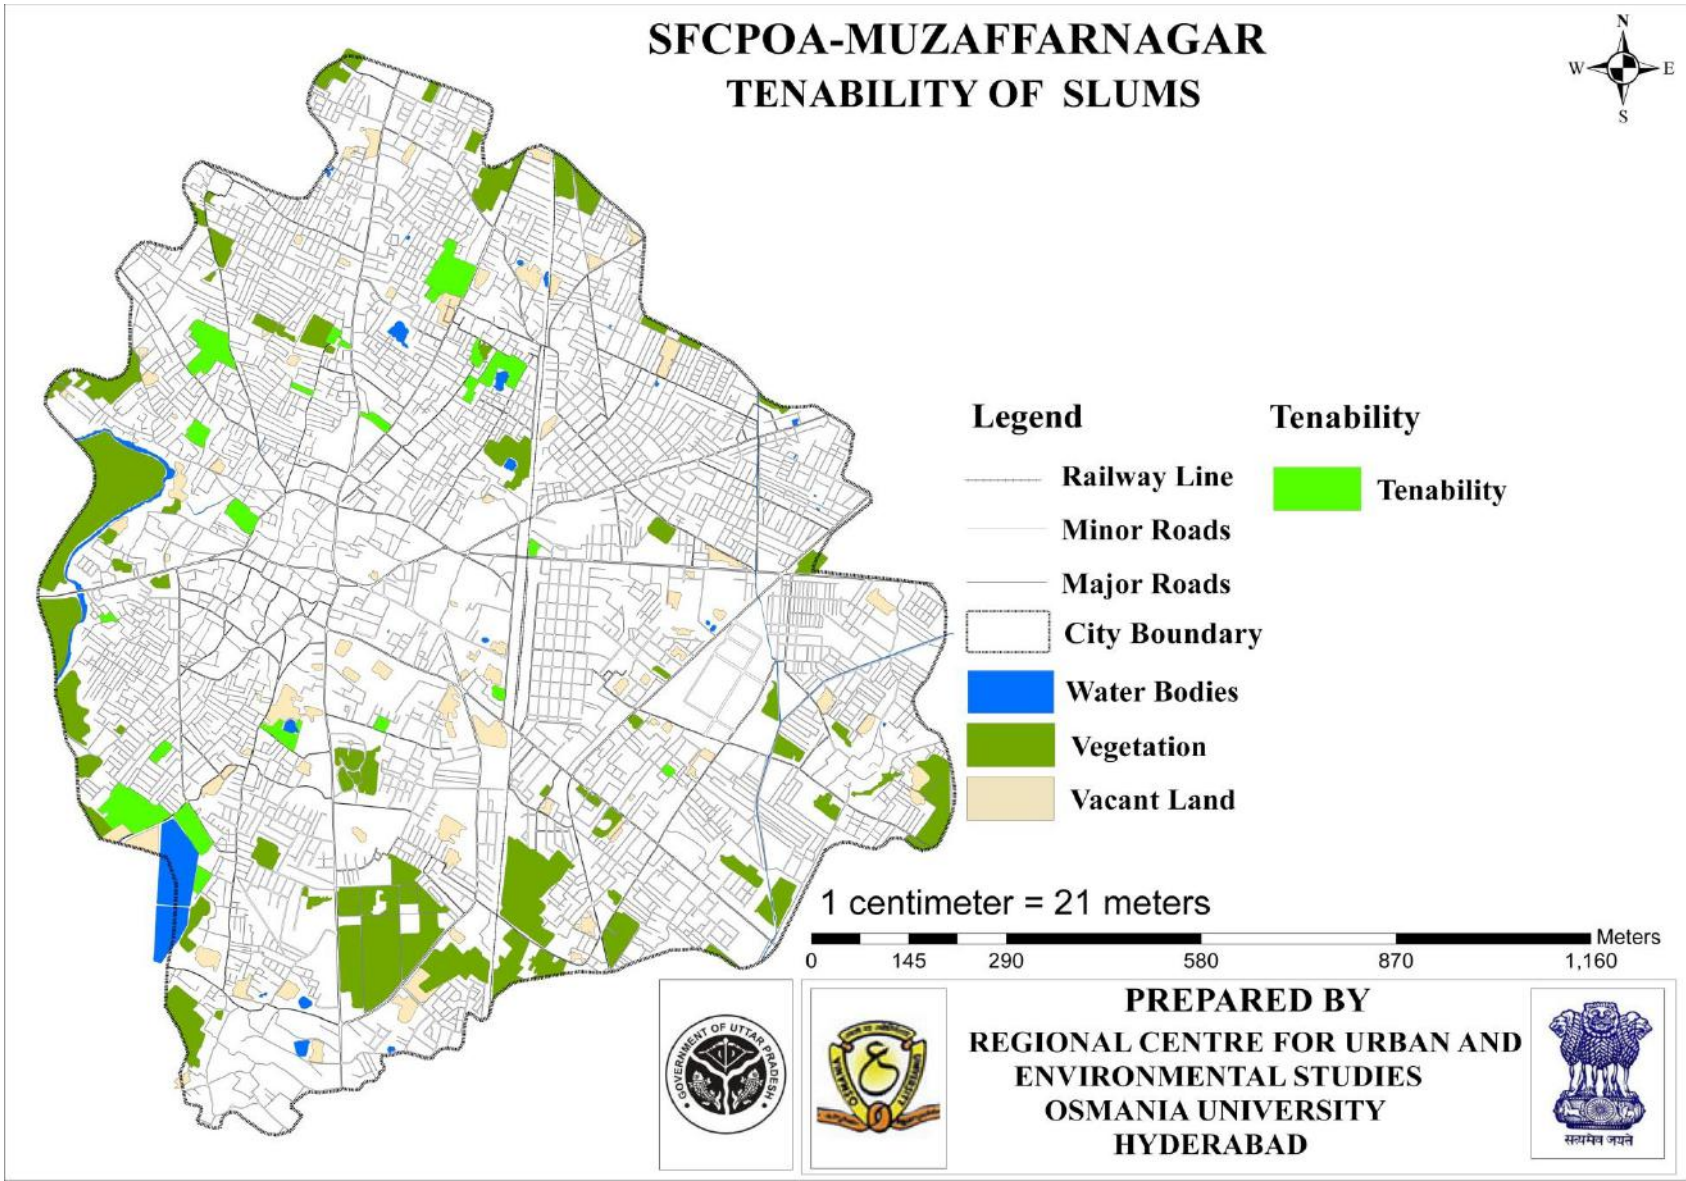 SFCPOA-MUZAFFARNAGAR
TENABILITY OF SLUMS
N
W
E
S
Legend
Tenability
Railway Line
Tenability
Minor Roads
Major Roads
City Boundary
Water Bodies
Vegetation
Vacant Land
1 centimeter = 21 meters
Meters
0 145 290 580 870 1,160
GOVERNMENT OF UTTAR PRADESH
OSMANIA UNIVERSITY
PREPARED BY
REGIONAL CENTRE FOR URBAN AND
ENVIRONMENTAL STUDIES
OSMANIA UNIVERSITY
HYDERABAD
सत्यमेव जयते